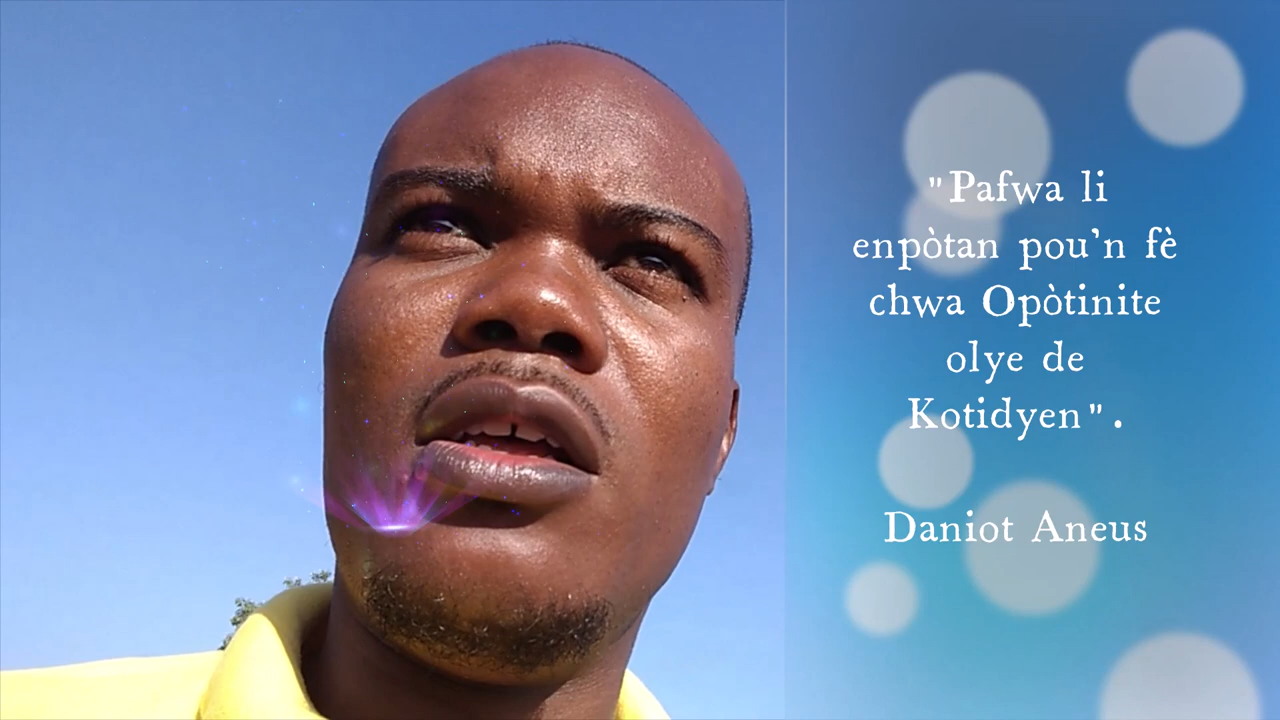 "Pafwa li
enpòtan pou'n fè
chwa Opòtinite
olye de
Kotidyen".
Daniot Aneus